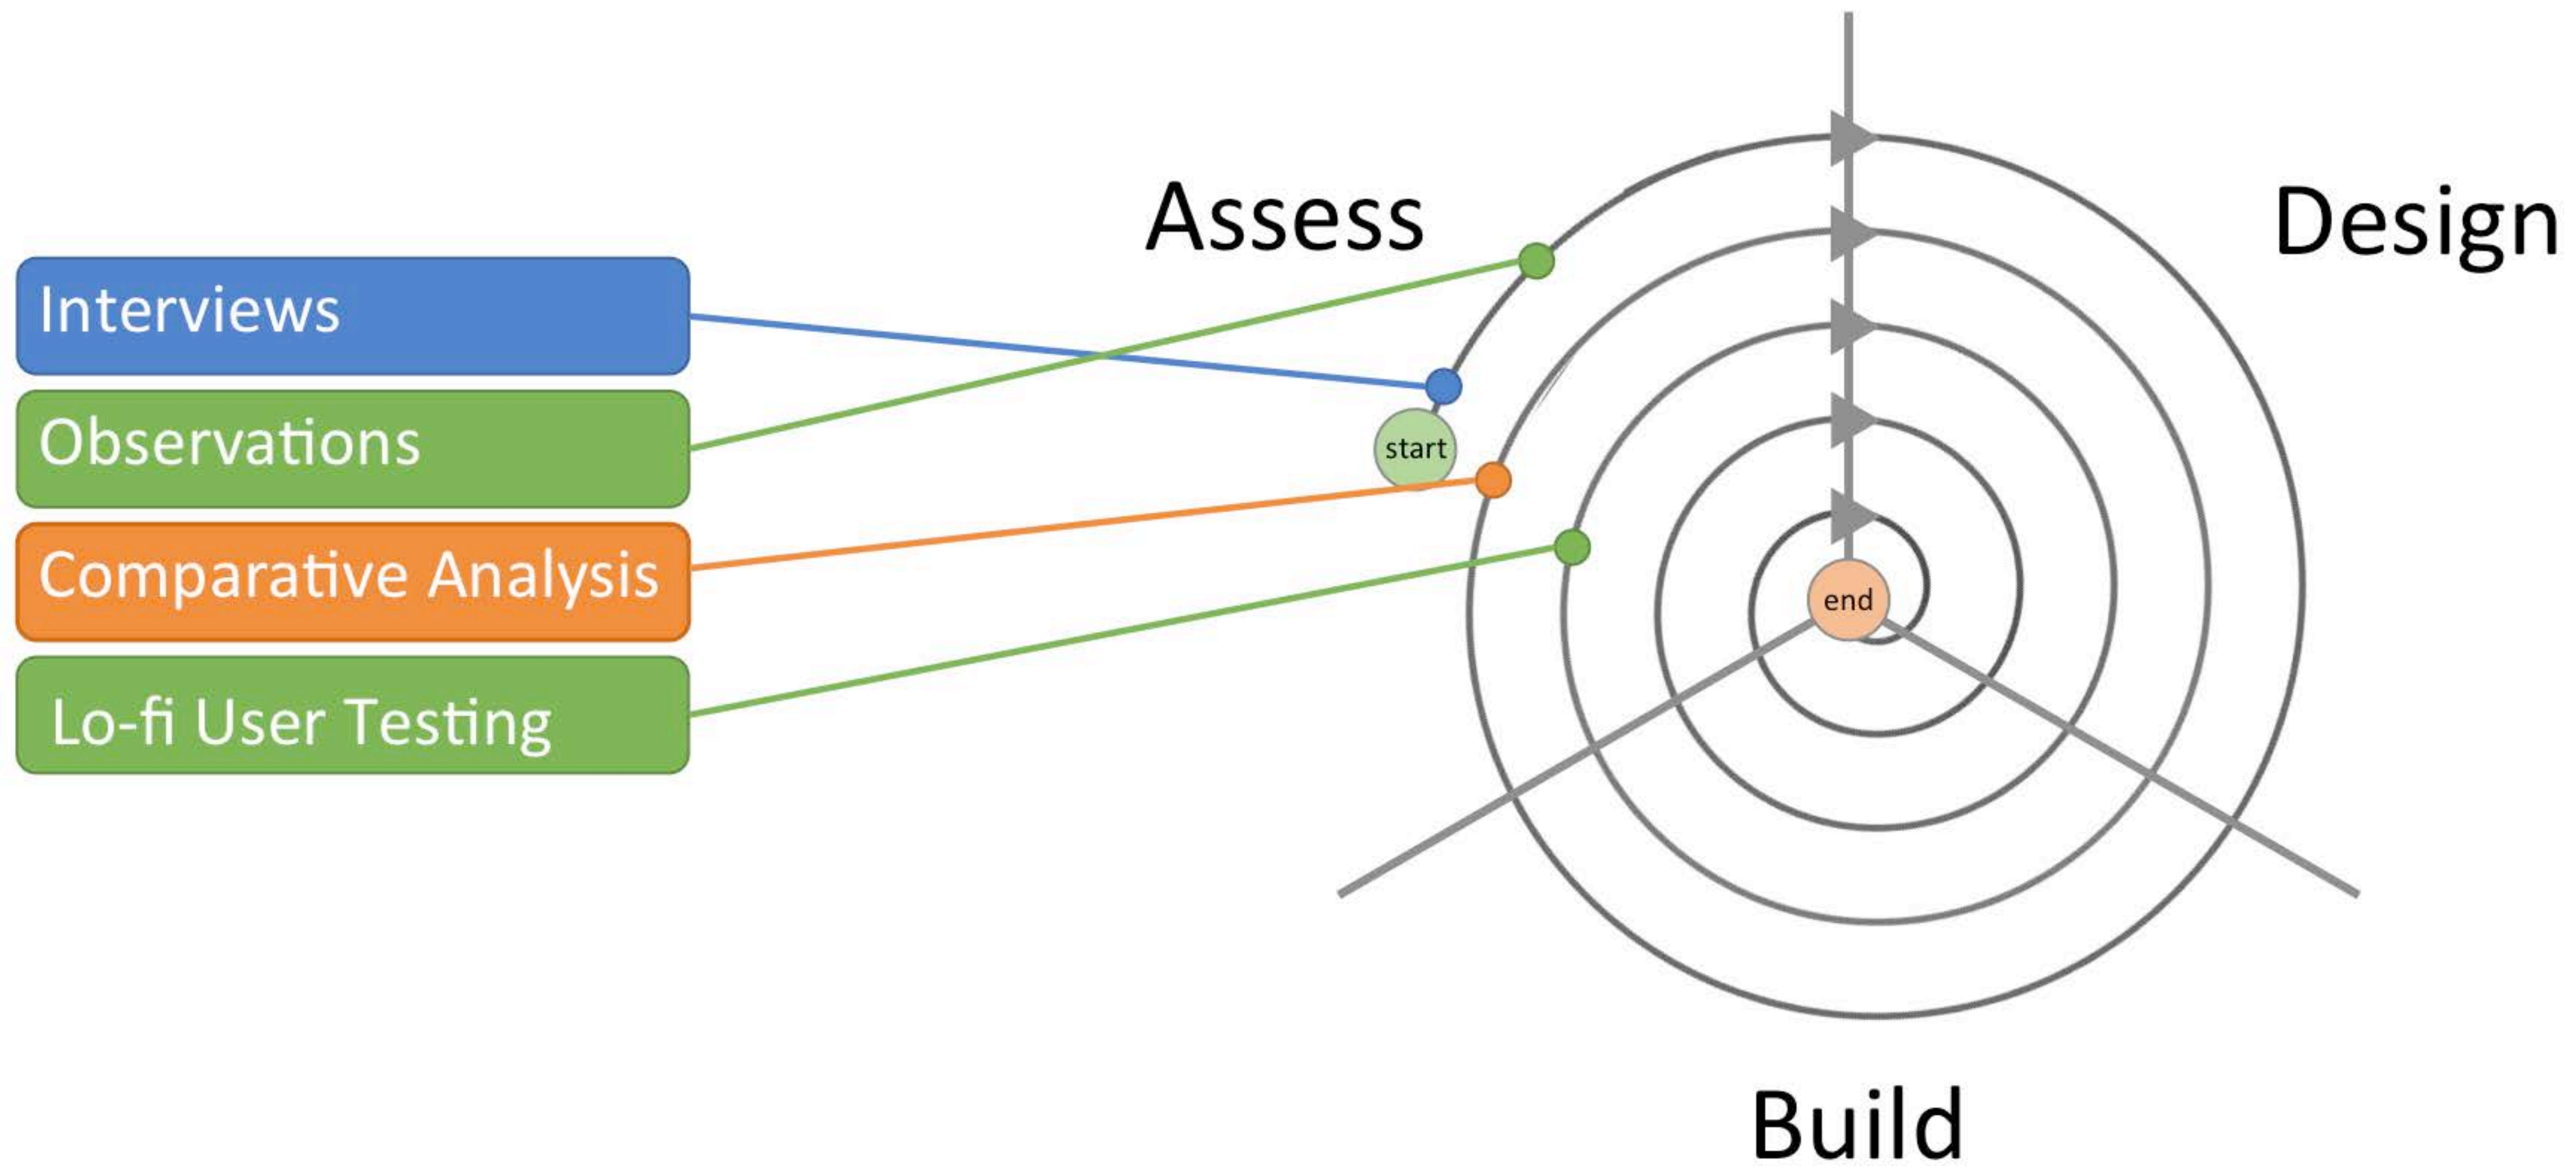 Assess
Design
Interviews
Observations
Comparative Analysis
Lo-fi User Testing
start
end
Build